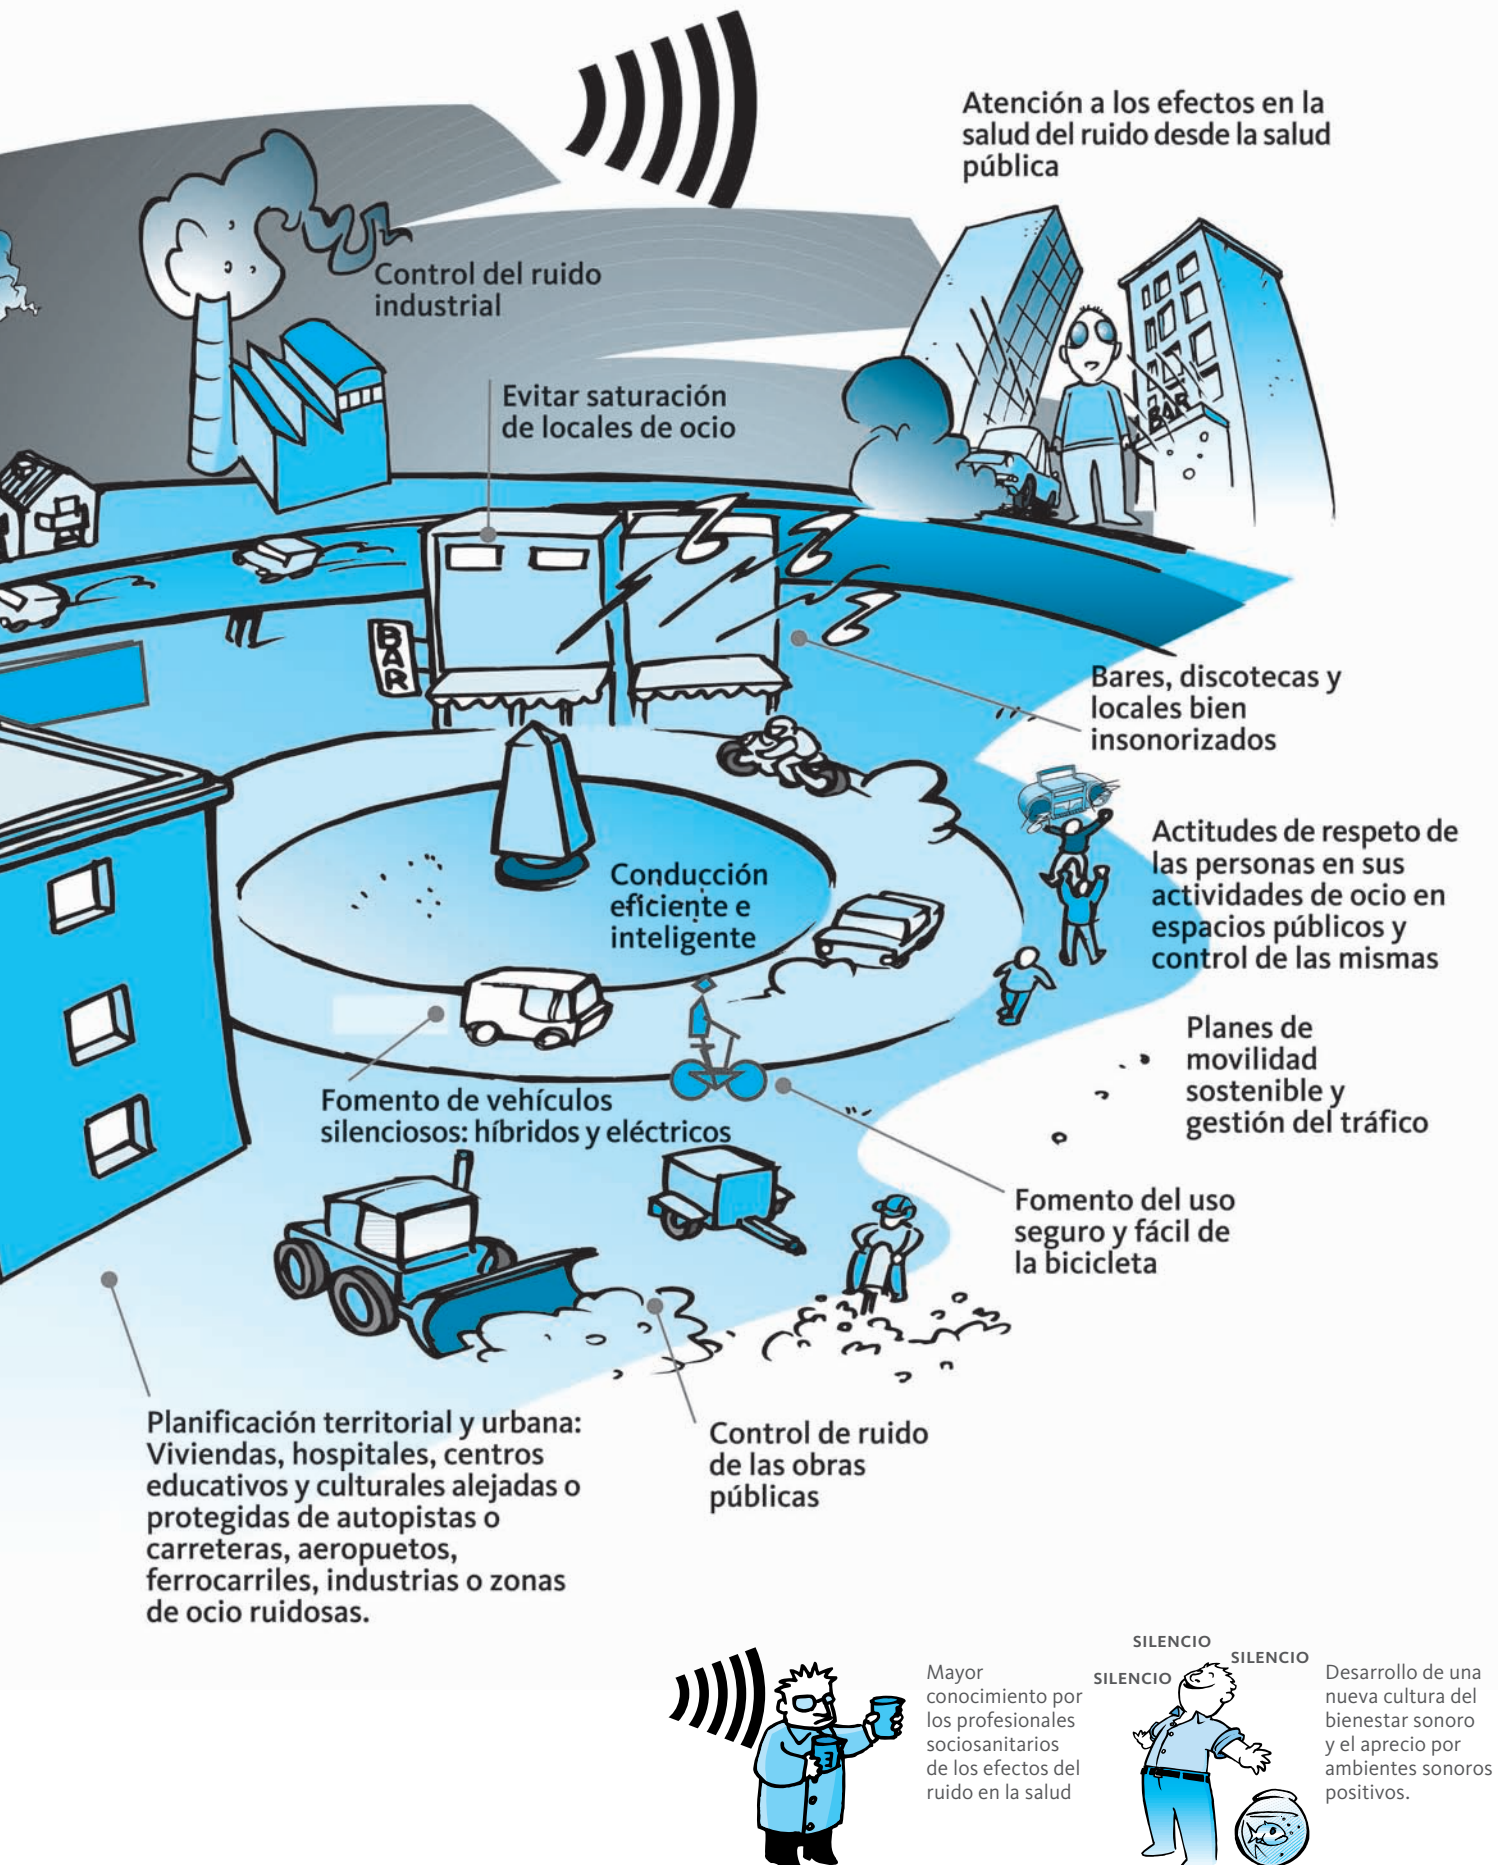 Atención a los efectos en la
salud del ruido desde la salud
pública
Control del ruido
industrial
Evitar saturación
de locales de ocio
BAR
BAR
Bares, discotecas y
locales bien
insonorizados
Actitudes de respeto de
las personas en sus
actividades de ocio en
espacios públicos y
control de las mismas
Conducción
eficiente e
inteligente
Planes de
movilidad
sostenible y
gestión del tráfico
Fomento de vehículos
silenciosos: híbridos y eléctricos
Fomento del uso
seguro y fácil de
la bicicleta
Planificación territorial y urbana:
Viviendas, hospitales, centros
educativos y culturales alejadas o
protegidas de autopistas o
carreteras, aeropuetos,
ferrocarriles, industrias o zonas
de ocio ruidosas.
Control de ruido
de las obras
públicas
Mayor
conocimiento por
los profesionales
sociosanitarios
de los efectos del
ruido en la salud
SILENCIO
SILENCIO
SILENCIO
Desarrollo de una
nueva cultura del
bienestar sonoro
y el aprecio por
ambientes sonoros
positivos.